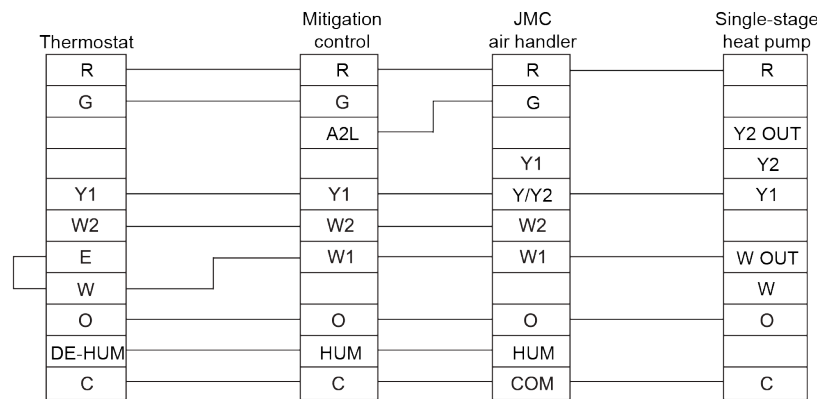 Thermostat
Mitigation
control
JMC
air handler
Single-stage
heat pump
R R R R
G G G
A2L Y2 OUT
Y1 Y2
Y1 Y1 Y/Y2 Y1
W2 W2 W2
E W1 W1 W OUT
W W
O O O O
DE-HUM HUM HUM
C C COM C